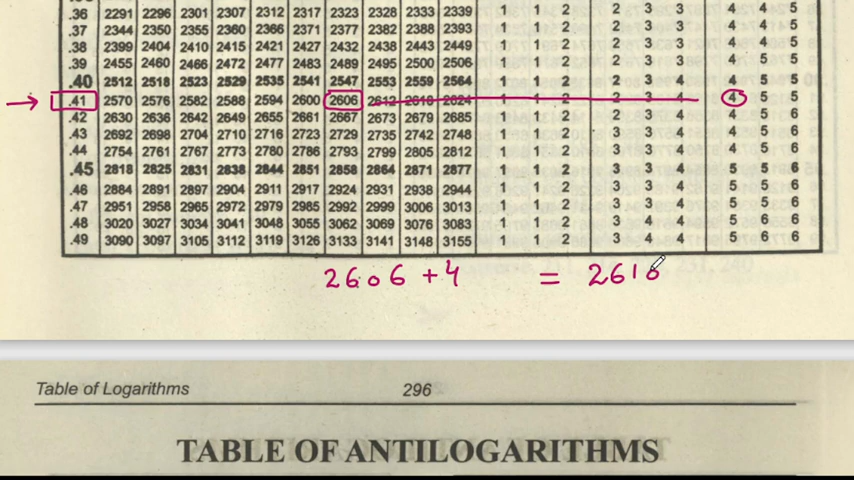 .36 2291 2296 2301 2307 2312 2317 2323 2328 2333 2339 1 1 2 2 3 3 4 4 5
.37 2344 2350 2355 2360 2366 2371 2377 2382 2388 2393 1 1 2 2 3 3 4 4 5
.38 2399 2404 2410 2415 2421 2427 2432 2438 2443 2449 1 1 2 2 3 3 4 4 5
.39 2455 2460 2466 2472 2477 2483 2489 2495 2500 2506 1 1 2 2 3 3 4 5 5
.40 2512 2518 2523 2529 2535 2541 2547 2553 2559 2564 1 1 2 2 3 4 4 5 5
.41 2570 2576 2582 2588 2594 2600 2606 2612 2618 2624 1 1 2 2 3 4 4 5 5
.42 2630 2636 2642 2649 2655 2661 2667 2673 2679 2685 1 1 2 2 3 4 4 5 6
.43 2692 2698 2704 2710 2716 2723 2729 2735 2742 2748 1 1 2 3 3 4 4 5 6
.44 2754 2761 2767 2773 2780 2786 2793 2799 2805 2812 1 1 2 3 3 4 4 5 6
.45 2818 2825 2831 2838 2844 2851 2858 2864 2871 2877 1 1 2 3 3 4 5 5 6
.46 2884 2891 2897 2904 2911 2917 2924 2931 2938 2944 1 1 2 3 3 4 5 5 6
.47 2951 2958 2965 2972 2979 2985 2992 2999 3006 3013 1 1 2 3 3 4 5 5 6
.48 3020 3027 3034 3041 3048 3055 3062 3069 3076 3083 1 1 2 3 4 4 5 6 6
.49 3090 3097 3105 3112 3119 3126 3133 3141 3148 3155 1 1 2 3 4 4 5 6 6
2606 + 4 = 2610
Table of Logarithms 296
TABLE OF ANTILOGARITHMS